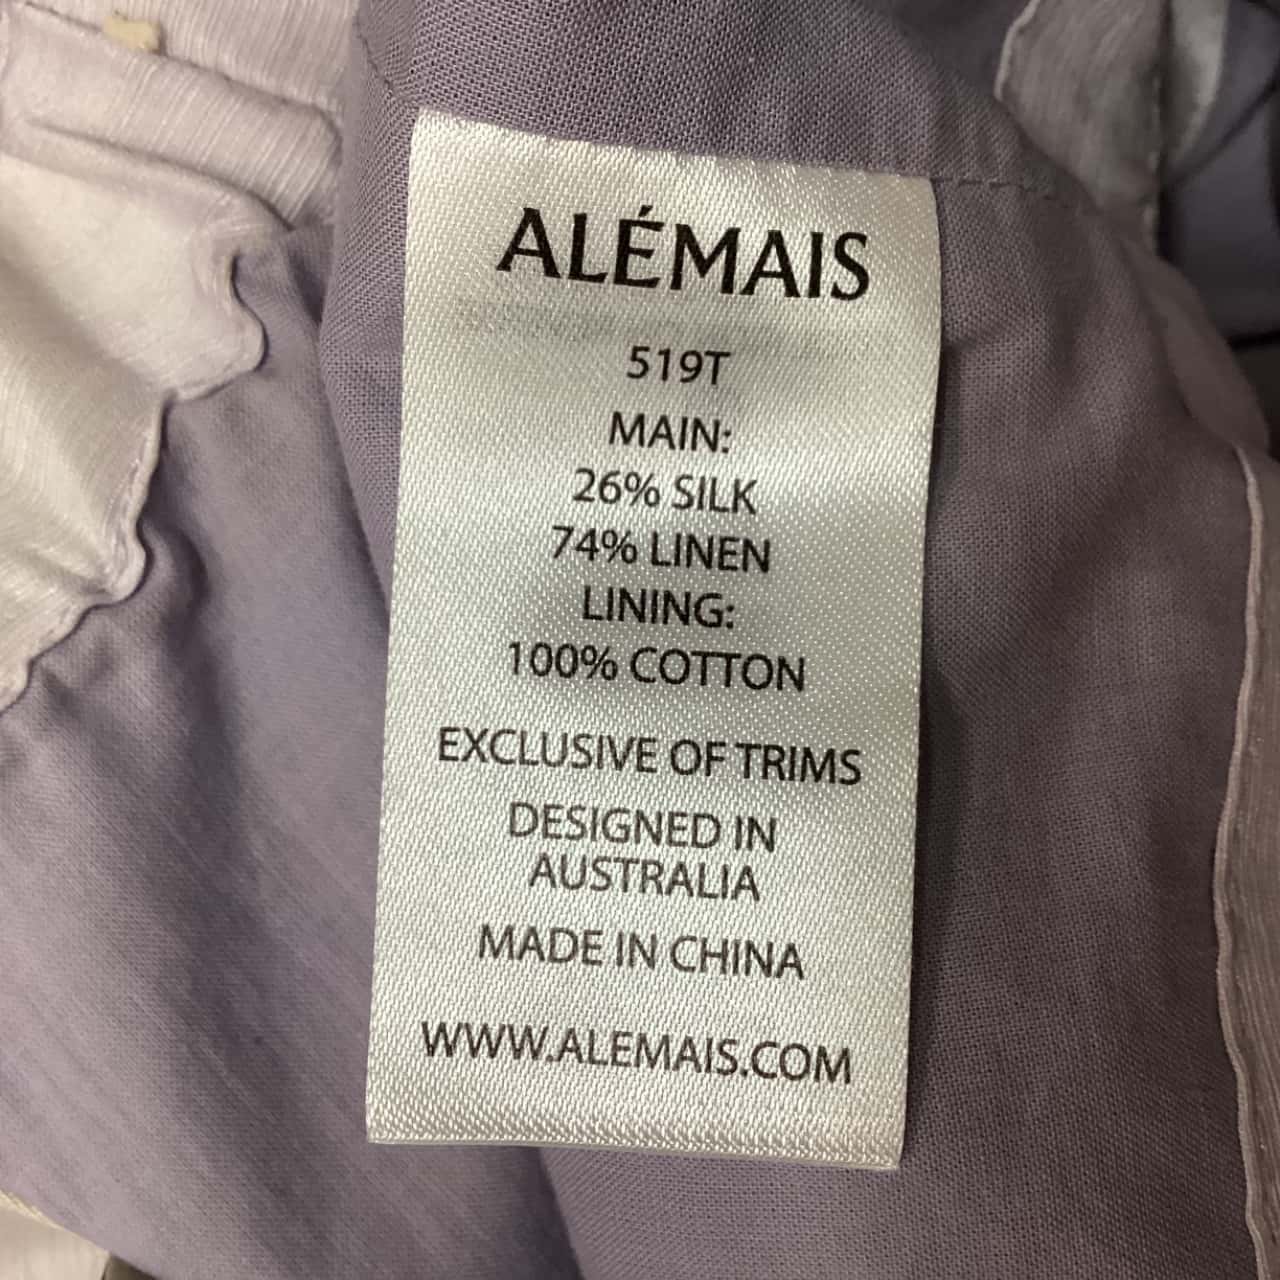 ALÉMAIS
519T
MAIN:
26% SILK
74% LINEN
LINING:
100% COTTON
EXCLUSIVE OF TRIMS
DESIGNED IN
AUSTRALIA
MADE IN CHINA
WWW.ALEMAIS.COM